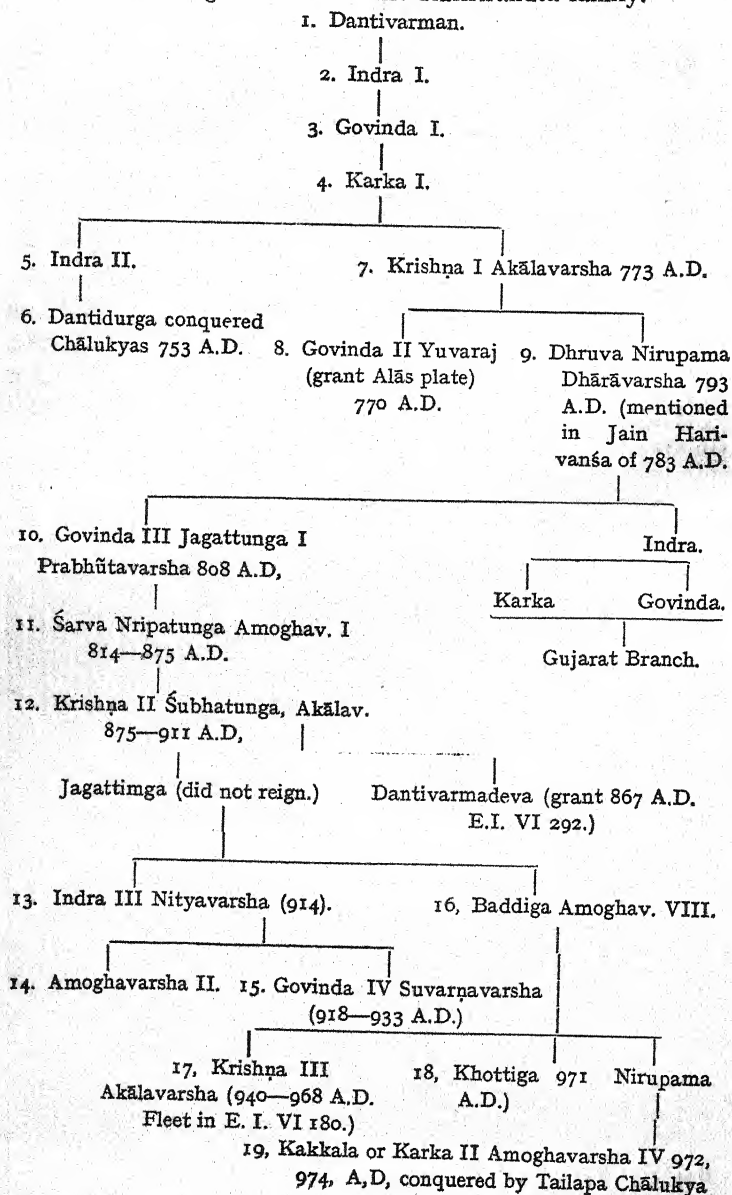 1. Dantivarman.
2. Indra I.
3. Govinda I.
4. Karka I.
5. Indra II.
7. Krishṇa I Akālavarsha 773 A.D.
6. Dantidurga conquered
Chālukyas 753 A.D.
8. Govinda II Yuvaraj
(grant Alās plate)
770 A.D.
9. Dhruva Nirupama
Dhārāvarsha 793
A.D. (mentioned
in Jain Hari-
vanśa of 783 A.D.
10. Govinda III Jagattunga I
Prabhūtavarsha 808 A.D,
Indra.
Karka
Govinda.
Gujarat Branch.
11. Śarva Nripatunga Amoghav. I
814—875 A.D.
12. Krishṇa II Śubhatunga, Akālav.
875—911 A.D,
Jagattimga (did not reign.)
Dantivarmadeva (grant 867 A.D.
E.I. VI 292.)
13. Indra III Nityavarsha (914).
16, Baddiga Amoghav. VIII.
14. Amoghavarsha II.
15. Govinda IV Suvarṇavarsha
(918—933 A.D.)
17, Krishṇa III
Akālavarsha (940—968 A.D.
Fleet in E. I. VI 180.)
18, Khottiga 971
A.D.)
Nirupama
19, Kakkala or Karka II Amoghavarsha IV 972,
974, A,D, conquered by Tailapa Chālukya